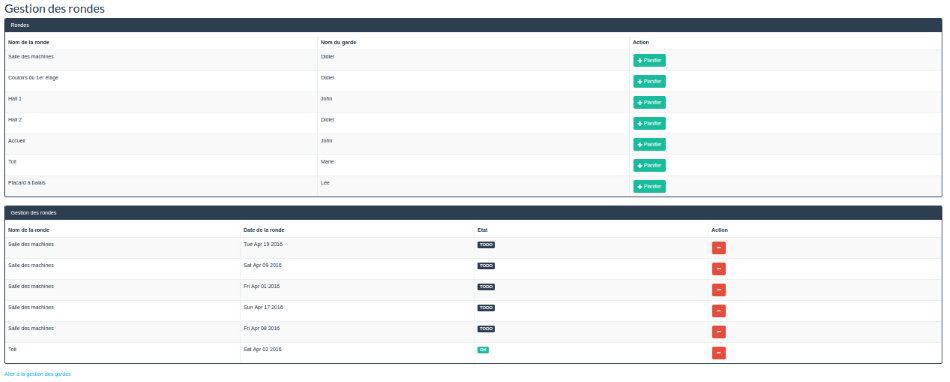 Gestion des rondes
Rondes
Nom de la ronde Nom du garde Action
Salle des machines Didier + Planifier
Couloirs du 1er étage Didier + Planifier
Hall 1 John + Planifier
Hall 2 Didier + Planifier
Accueil John + Planifier
Toit Marie + Planifier
Placard à balais Lee + Planifier
Gestion des rondes
Nom de la ronde Date de la ronde Etat Action
Salle des machines Tue Apr 19 2016 TODO −
Salle des machines Sat Apr 09 2016 TODO −
Salle des machines Fri Apr 01 2016 TODO −
Salle des machines Sun Apr 17 2016 TODO −
Salle des machines Fri Apr 08 2016 TODO −
Toit Sat Apr 02 2016 OK −
Aller à la gestion des gardes